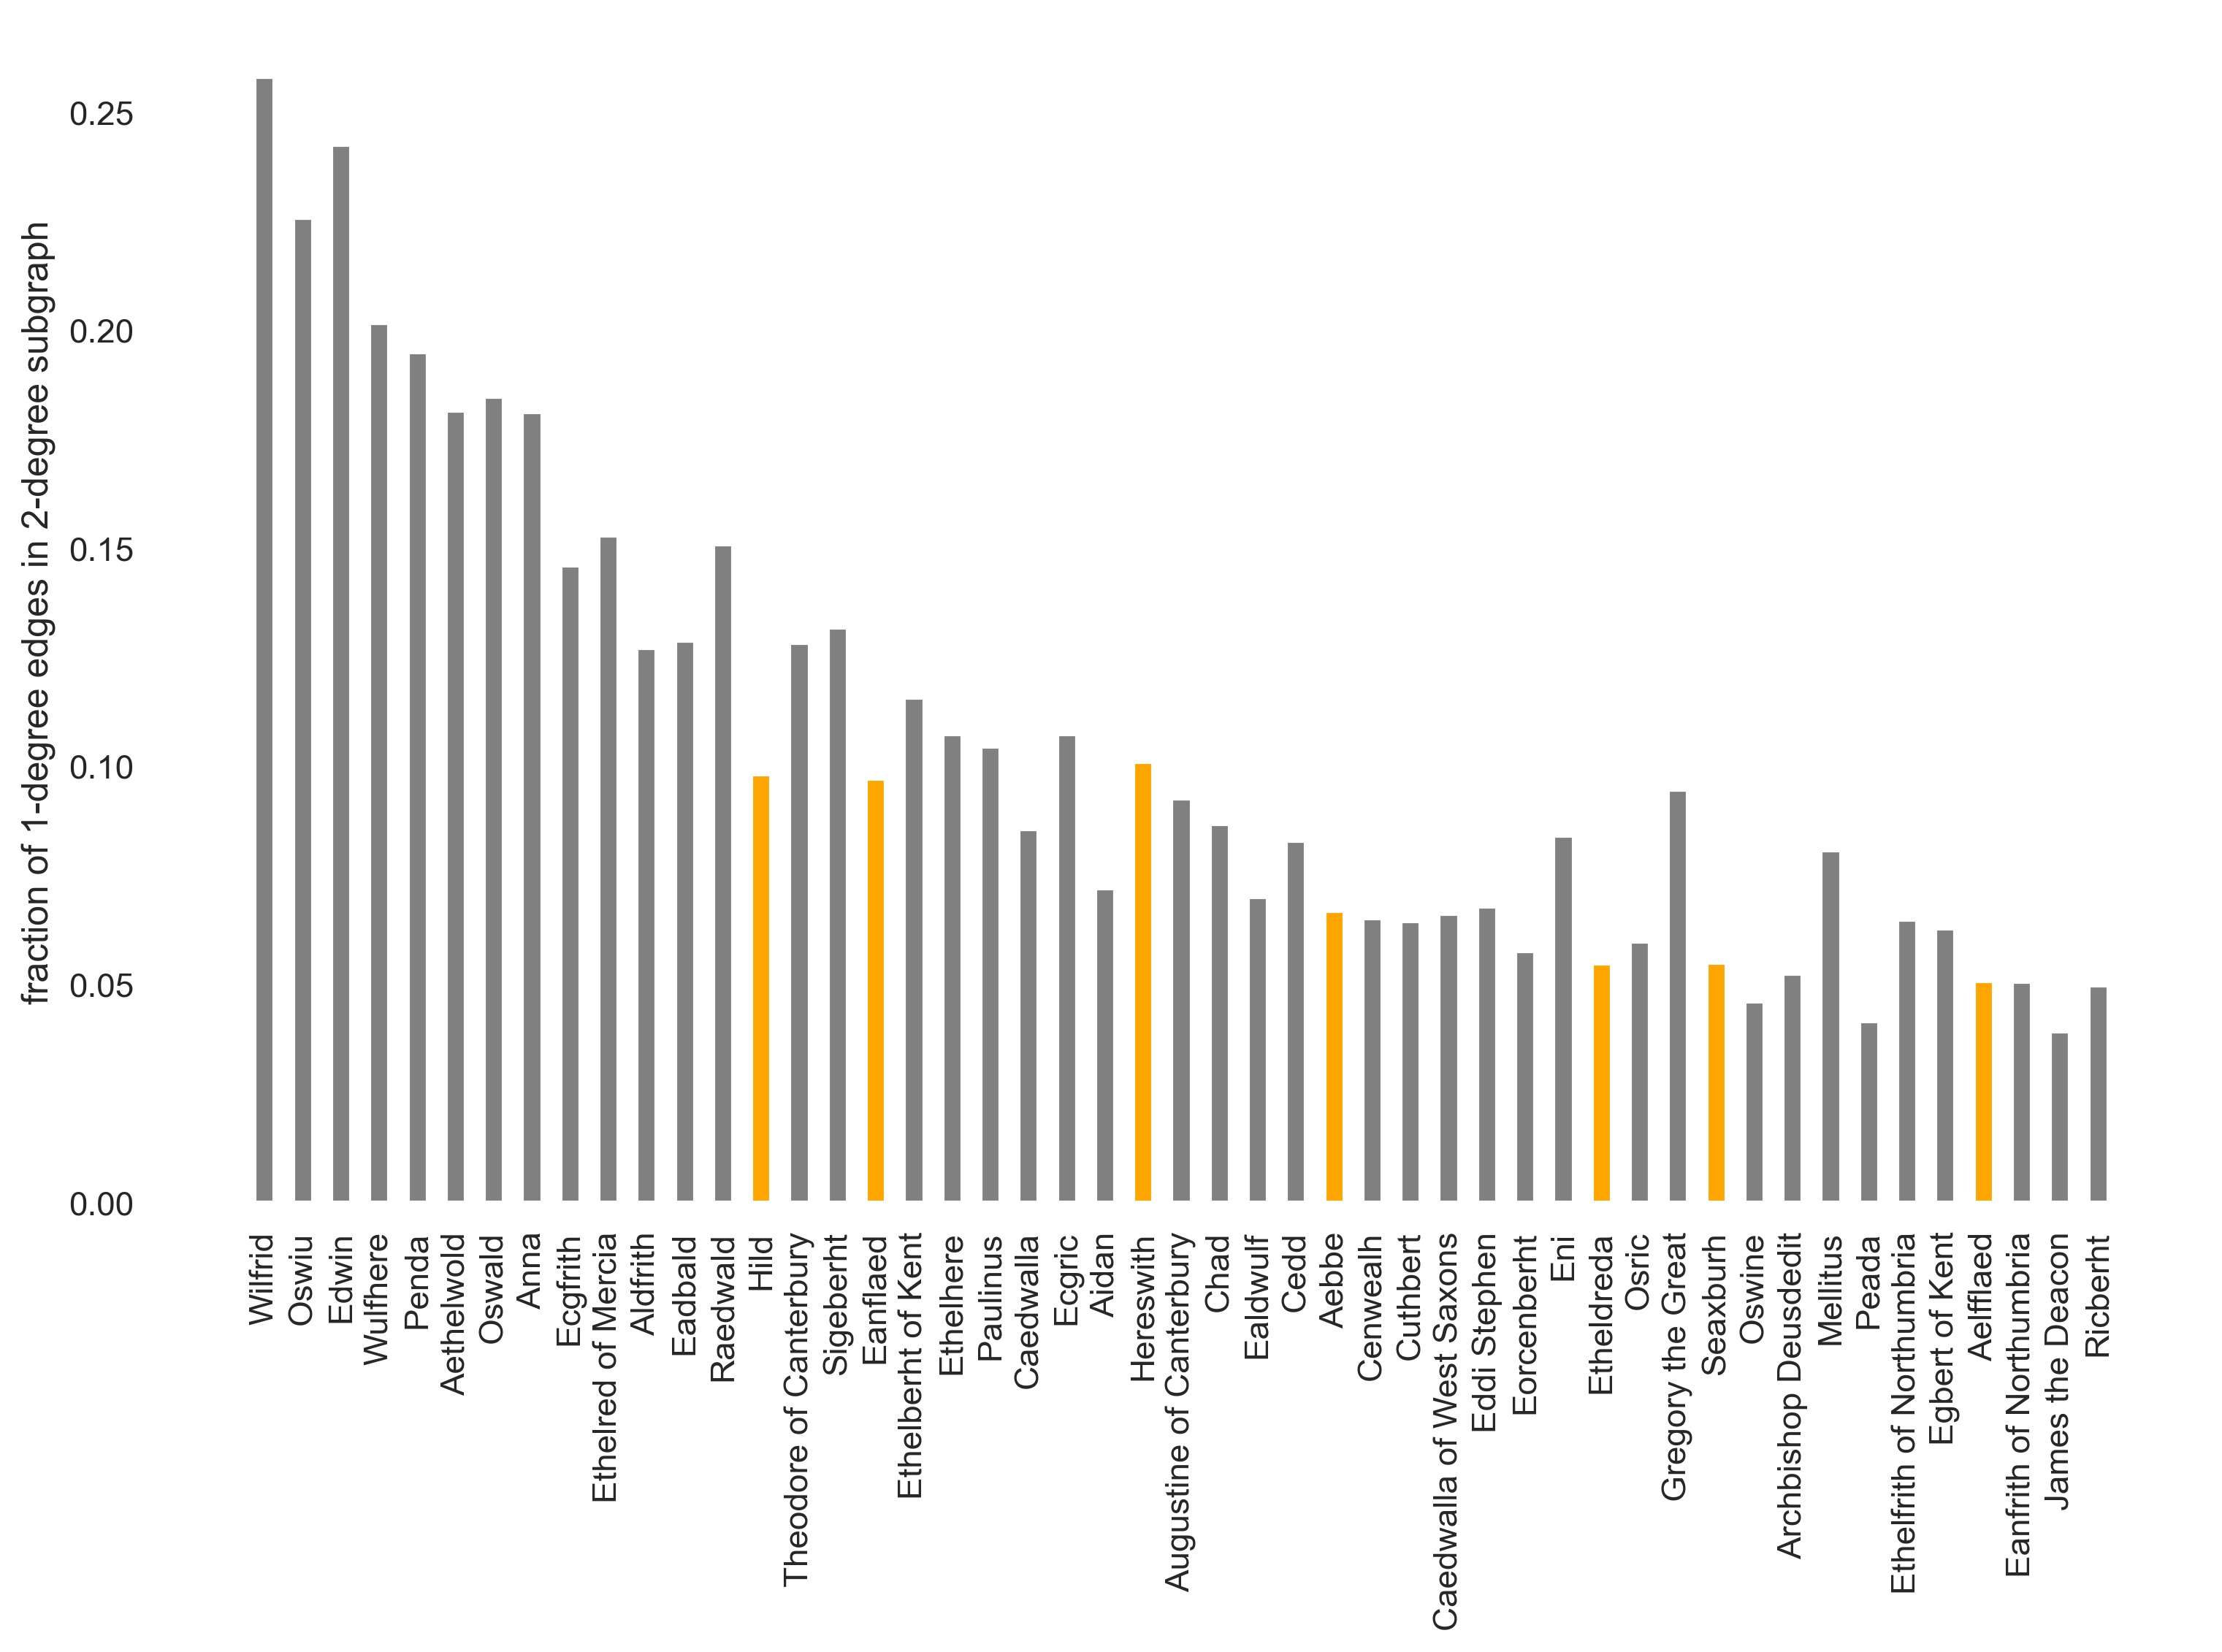 fraction of 1-degree edges in 2-degree subgraph
0.25
0.20
0.15
0.10
0.05
0.00
Wilfrid
Oswiu
Edwin
Wulfhere
Penda
Aethelwold
Oswald
Anna
Ecgfrith
Ethelred of Mercia
Aldfrith
Eadbald
Raedwald
Hild
Theodore of Canterbury
Sigeberht
Eanflaed
Ethelberht of Kent
Ethelhere
Paulinus
Caedwalla
Ecgric
Aidan
Hereswith
Augustine of Canterbury
Chad
Ealdwulf
Cedd
Aebbe
Cenwealh
Cuthbert
Caedwalla of West Saxons
Eddi Stephen
Eorcenberht
Eni
Etheldreda
Osric
Gregory the Great
Seaxburh
Oswine
Archbishop Deusdedit
Mellitus
Peada
Ethelfrith of Northumbria
Egbert of Kent
Aelfflaed
Eanfrith of Northumbria
James the Deacon
Ricberht